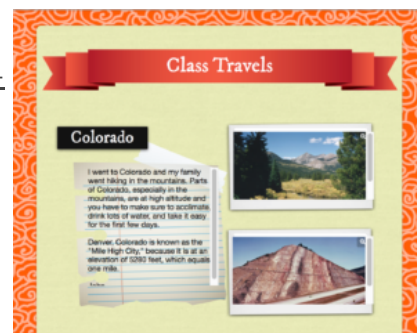 Class Travels
Colorado
I went to Colorado and my family
went hiking in the mountains. Parts
of Colorado, especially in the
mountains, are at high altitude and
you have to make sure to acclimate,
drink lots of water, and take it easy
for the first few days.
Denver, Colorado is known as the
"Mile High City," because it is at an
elevation of 5280 feet, which equals
one mile.